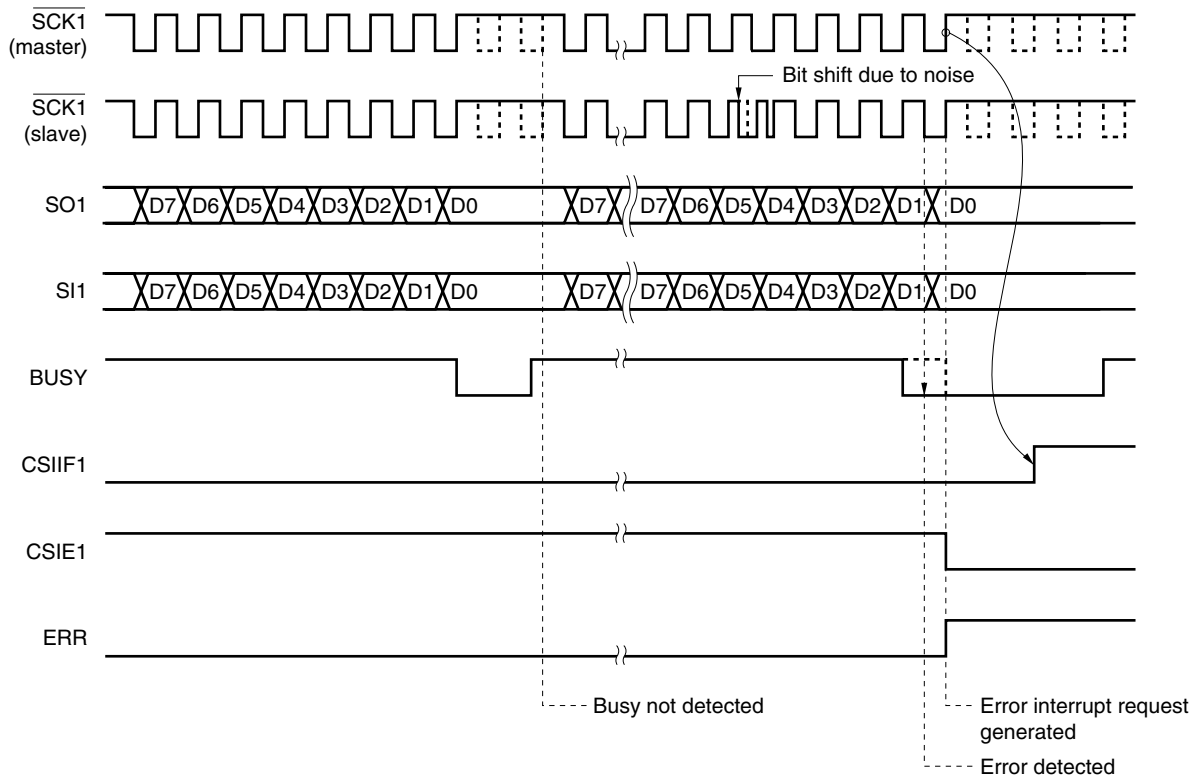 SCK1
(master)
Bit shift due to noise
SCK1
(slave)
SO1
D7 D6 D5 D4 D3 D2 D1 D0 D7 D7 D6 D5 D4 D3 D2 D1 D0
SI1
D7 D6 D5 D4 D3 D2 D1 D0 D7 D7 D6 D5 D4 D3 D2 D1 D0
BUSY
CSIIF1
CSIE1
ERR
Busy not detected
Error interrupt request
generated
Error detected